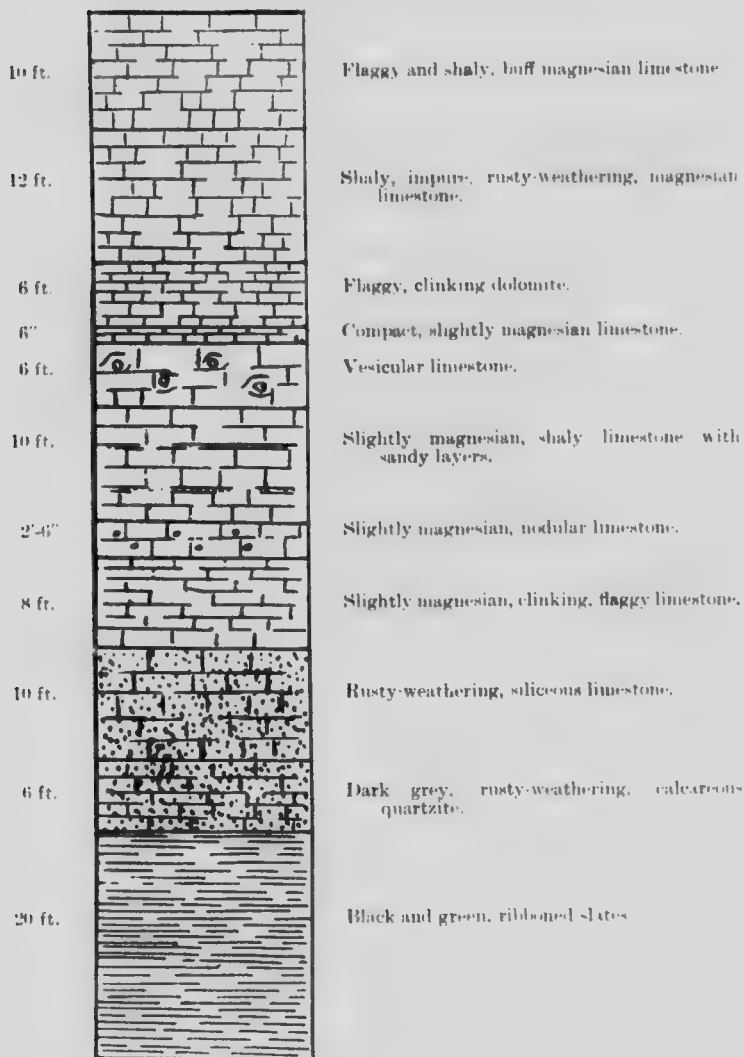 10 ft. Flaggy and shaly, buff magnesian limestone
12 ft. Shaly, impure, rusty-weathering, magnesian
limestone.
6 ft. Flaggy, clinking dolomite.
6" Compact, slightly magnesian limestone.
6 ft. Vesicular limestone.
10 ft. Slightly magnesian, shaly limestone with
sandy layers.
2'-6" Slightly magnesian, nodular limestone.
8 ft. Slightly magnesian, clinking, flaggy limestone.
10 ft. Rusty-weathering, siliceous limestone.
6 ft. Dark grey, rusty-weathering, calcareous
quartzite.
20 ft. Black and green, ribboned slates